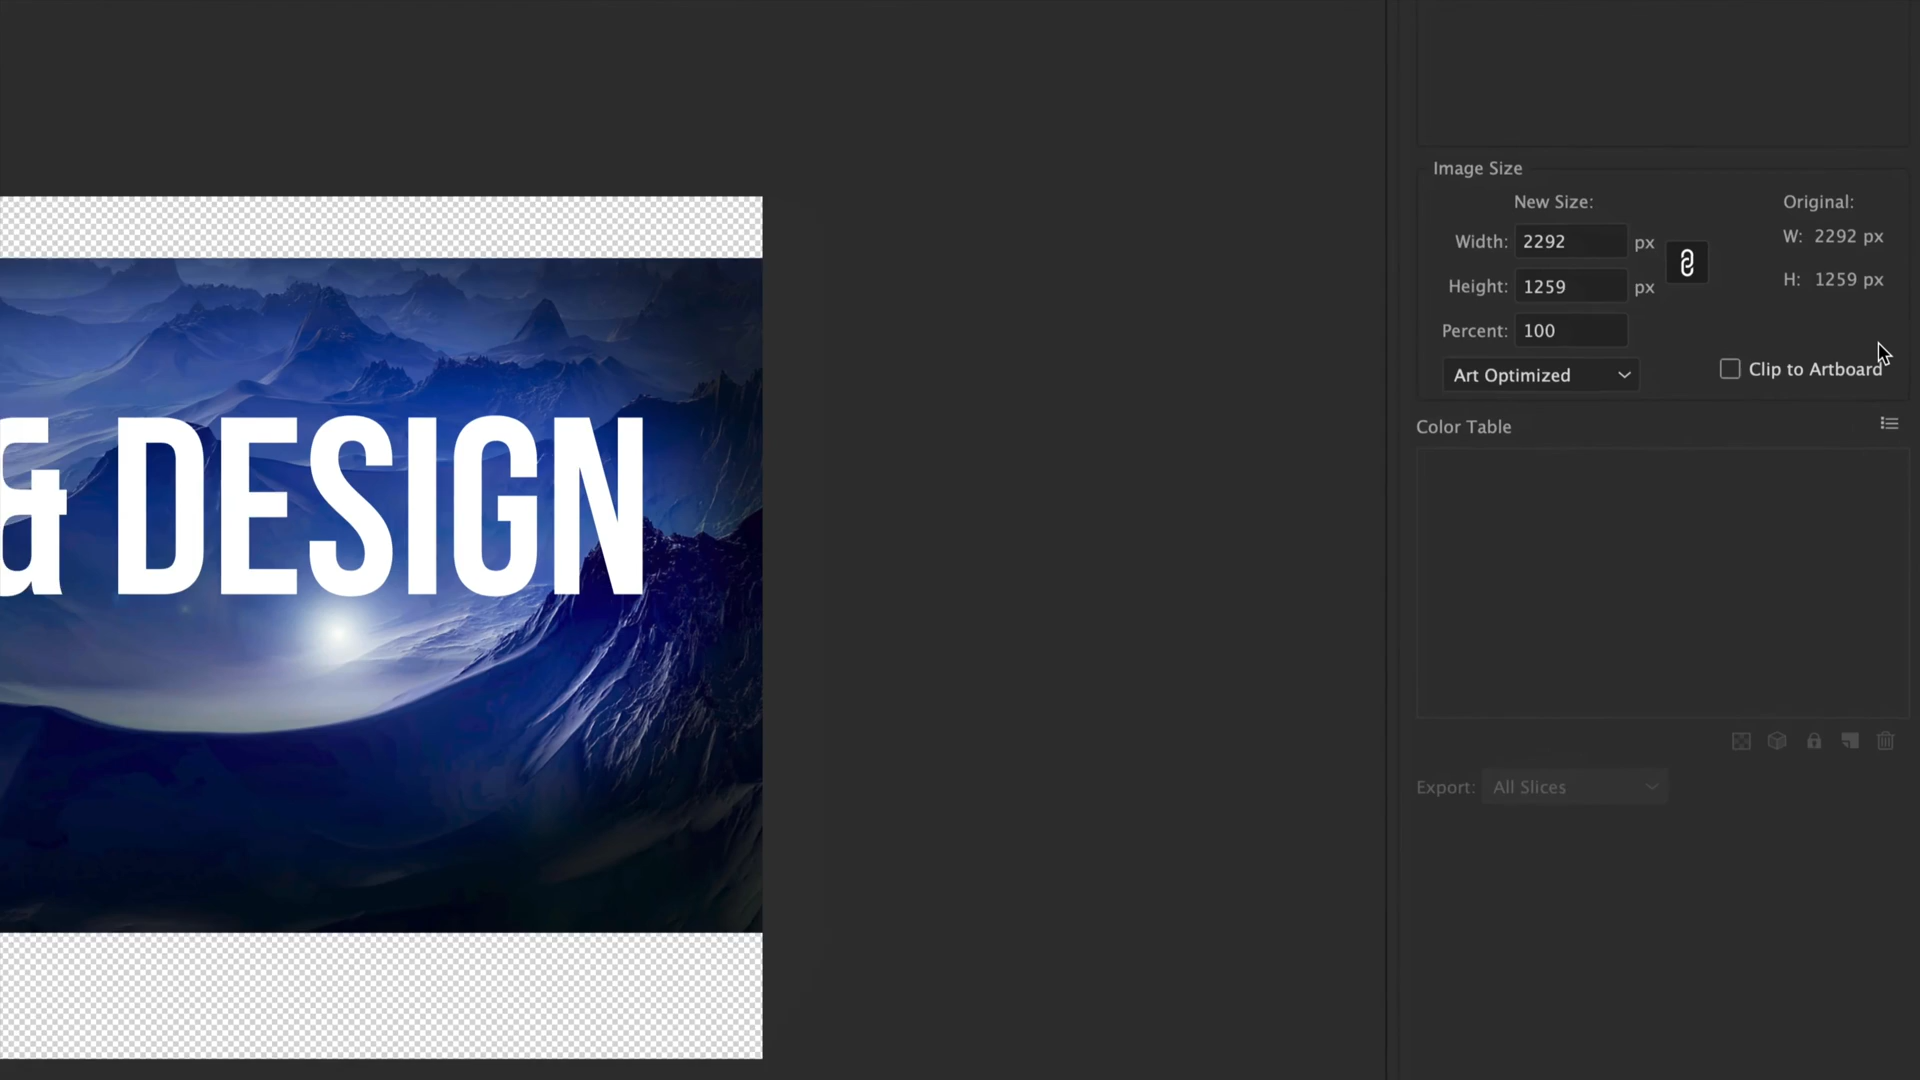 Image Size
New Size:
Original:
Width: 2292 px
W: 2292 px
Height: 1259 px
H: 1259 px
Percent: 100
Art Optimized
Clip to Artboard
& DESIGN
Color Table
Export: All Slices